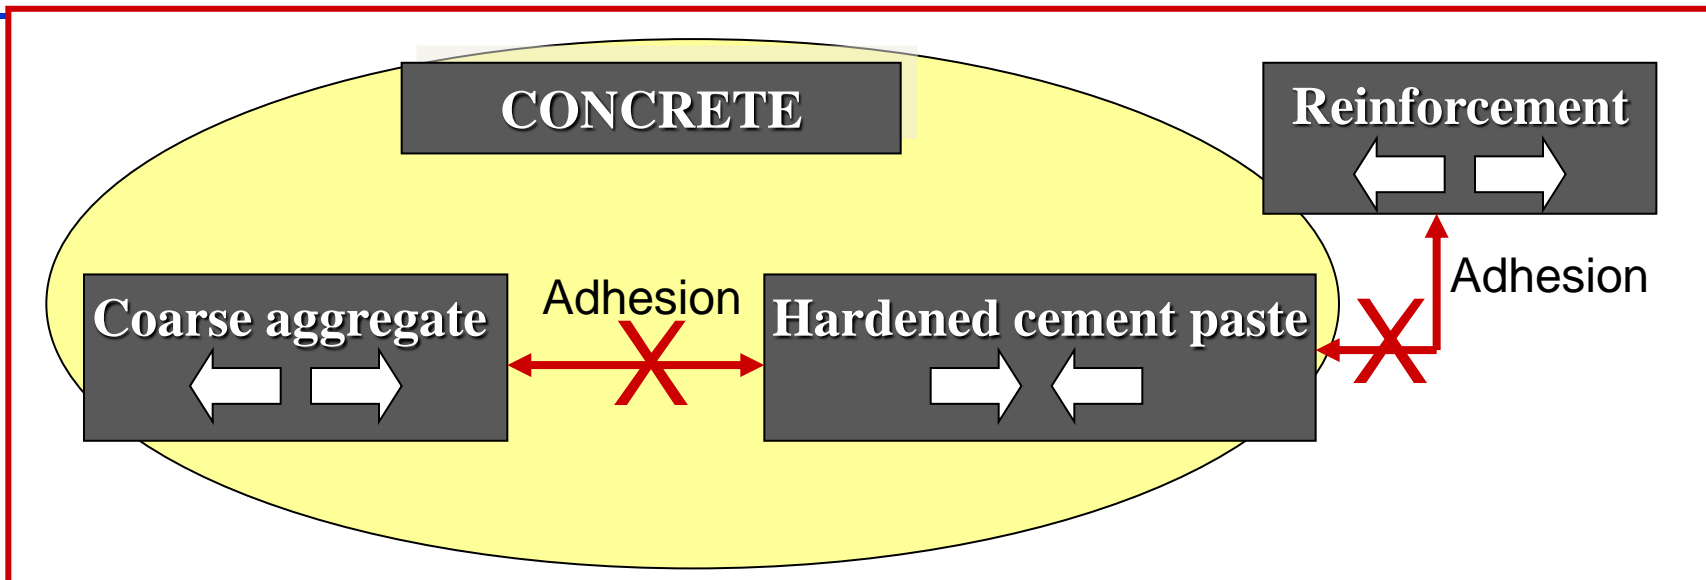 CONCRETE
Reinforcement
Adhesion
Coarse aggregate
Adhesion
Hardened cement paste